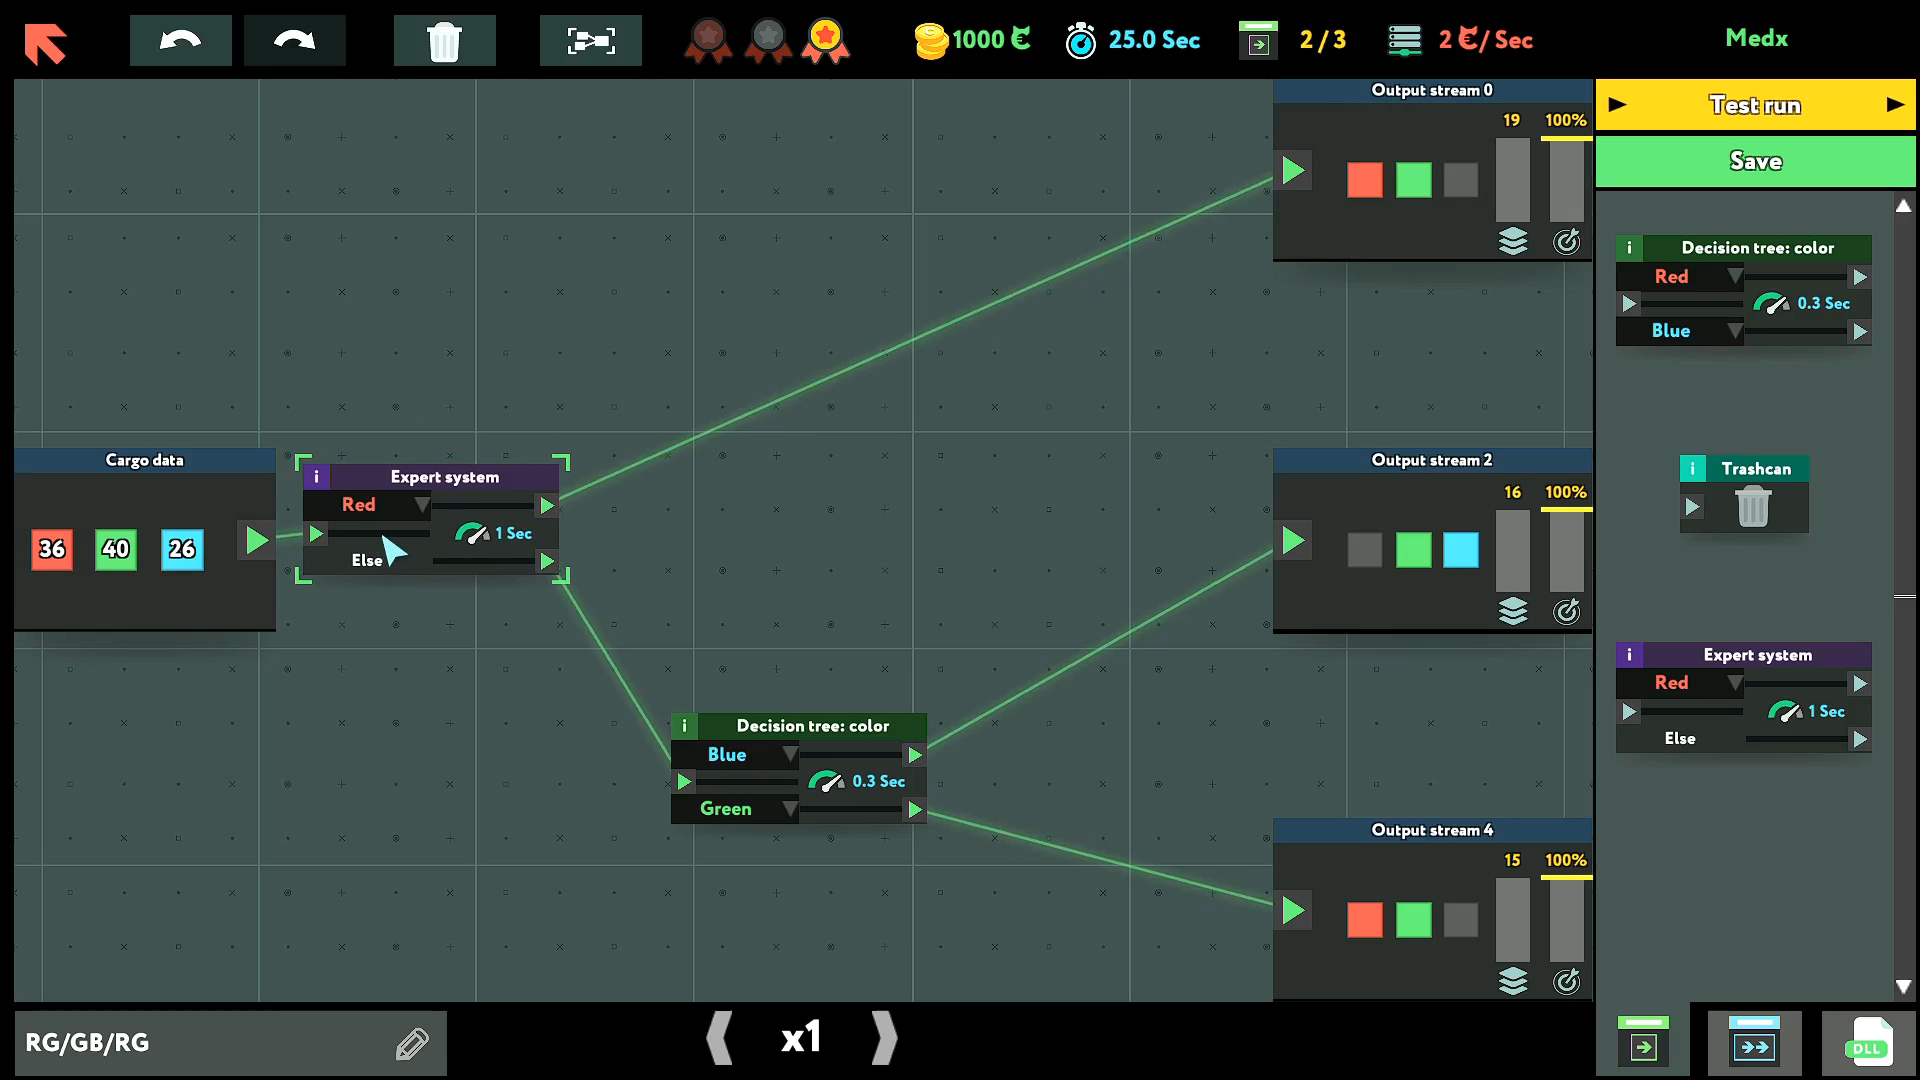 1000 €
25.0 Sec
2 / 3
2 €/ Sec
Medx
Test run
Save
Output stream 0
19
100%
Decision tree: color
Red
0.3 Sec
Blue
Cargo data
36
40
26
i
Expert system
Red
1 Sec
Else
Output stream 2
16
100%
i
Trashcan
i
Expert system
Red
1 Sec
Else
i
Decision tree: color
Blue
0.3 Sec
Green
Output stream 4
15
100%
RG/GB/RG
x1
DLL